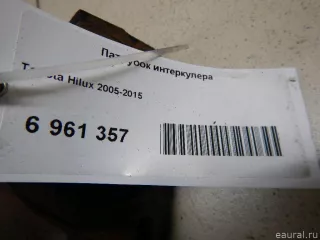 интеркулера
Hilux 2005-2015
6 961 357
eaural.ru